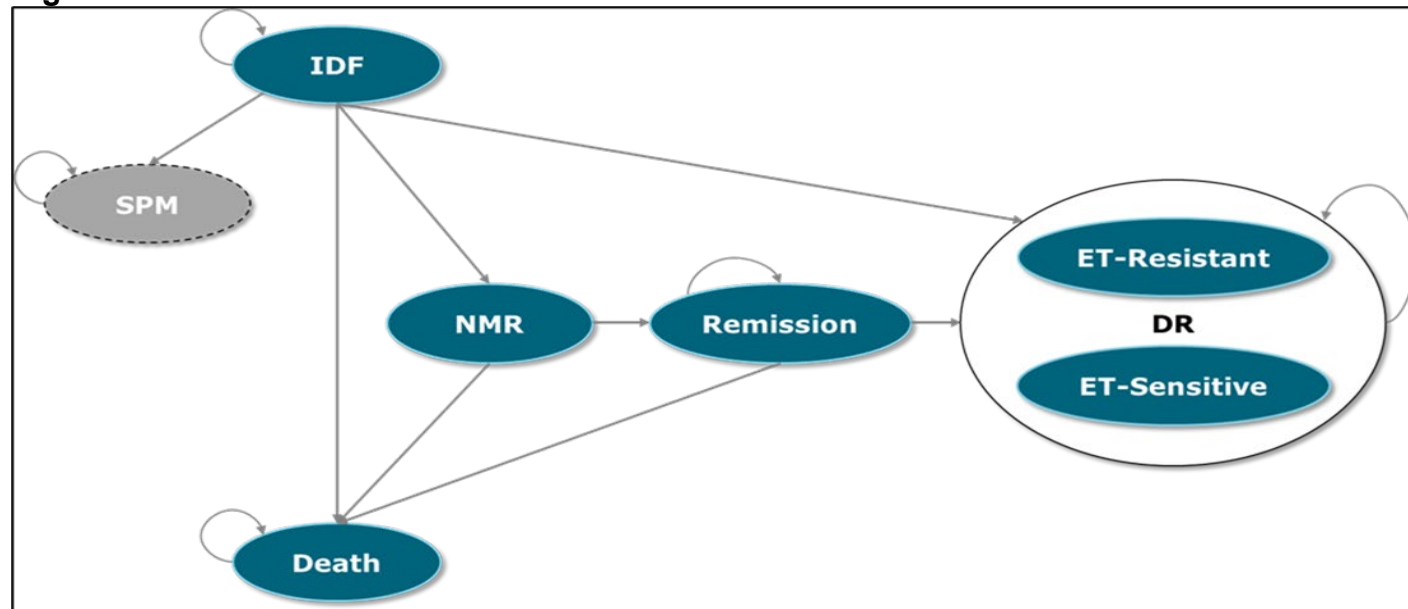 IDF
SPM
ET-Resistant
NMR
Remission
DR
ET-Sensitive
Death